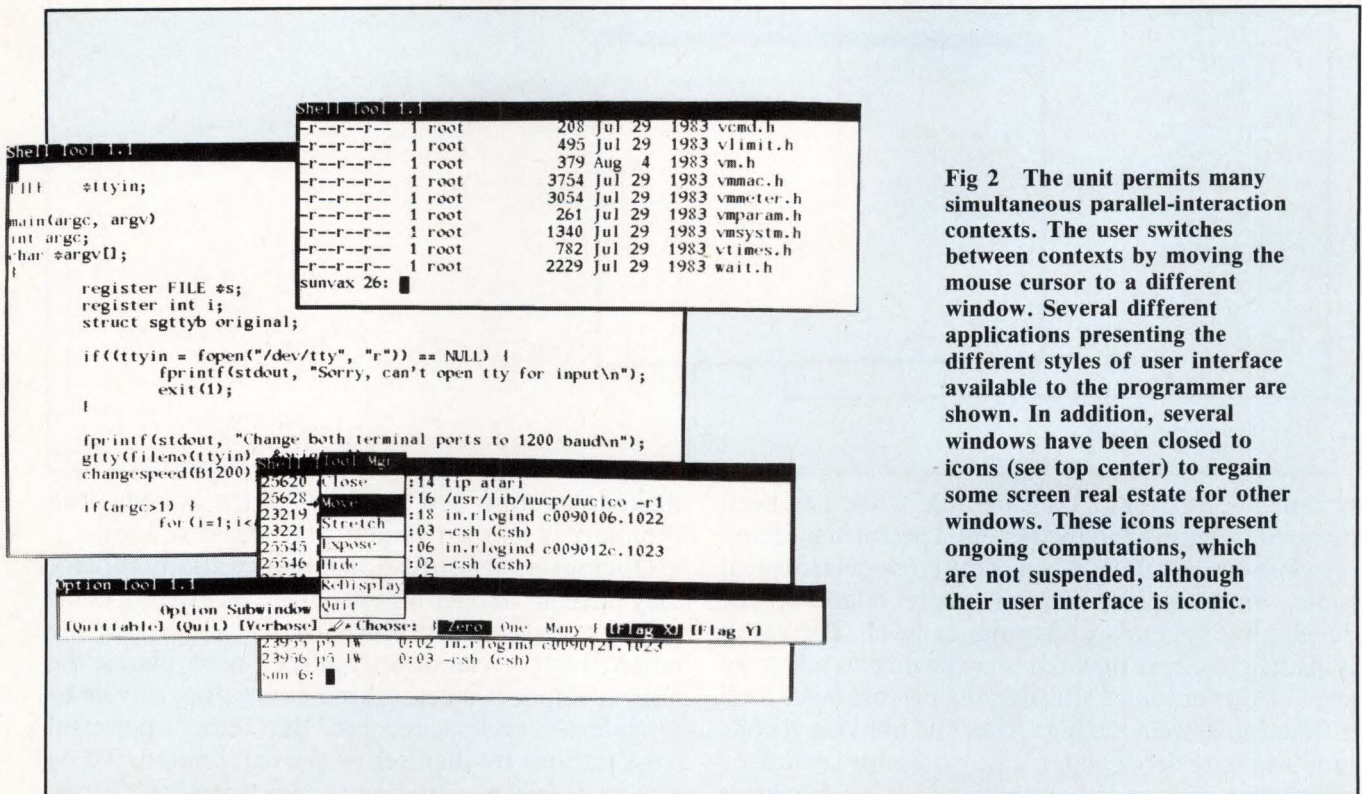 Shell Tool 1.1
-r--r--r-- 1 root 208 Jul 29 1983 vcmd.h
-r--r--r-- 1 root 495 Jul 29 1983 vlimit.h
-r--r--r-- 1 root 379 Aug 4 1983 vm.h
-r--r--r-- 1 root 3754 Jul 29 1983 vmmac.h
-r--r--r-- 1 root 3054 Jul 29 1983 vmmeter.h
-r--r--r-- 1 root 261 Jul 29 1983 vmparam.h
-r--r--r-- 1 root 1340 Jul 29 1983 vmsystm.h
-r--r--r-- 1 root 782 Jul 29 1983 vtimes.h
-r--r--r-- 1 root 2229 Jul 29 1983 wait.h
sunvax 26:
Shell Tool 1.1
FILE *ttyin;
main(argc, argv)
int argc;
char *argv[];
{
register FILE *s;
register int i;
struct sgttyb original;
if((ttyin = fopen("/dev/tty", "r")) == NULL) {
fprintf(stdout, "Sorry, can't open tty for input\n");
exit(1);
}
fprintf(stdout, "Change both terminal ports to 1200 baud\n");
gtty(fileno(ttyin)
changespeed(B1200)
if(argc>1) {
for(i=1;i<
Shell Tool Mgr
Close
Move
Stretch
Expose
Hide
ReDisplay
Quit
25620 :14 tip atari
25628 :16 /usr/lib/uucp/uucico -r1
23219 :18 in.rlogind c0090106.1022
23221 :03 -csh (csh)
25545 :06 in.rlogind c009012c.1023
25546 :02 -csh (csh)
Option Tool 1.1
Option Subwindow
[Quittable] (Quit) [Verbose] Choose: { Zero One Many } [Flag X] [Flag Y]
23955 p5 IW 0:02 in.rlogind c0090121.1023
23956 p5 IW 0:03 -csh (csh)
sun 6:
Fig 2 The unit permits many
simultaneous parallel-interaction
contexts. The user switches
between contexts by moving the
mouse cursor to a different
window. Several different
applications presenting the
different styles of user interface
available to the programmer are
shown. In addition, several
windows have been closed to
icons (see top center) to regain
some screen real estate for other
windows. These icons represent
ongoing computations, which
are not suspended, although
their user interface is iconic.